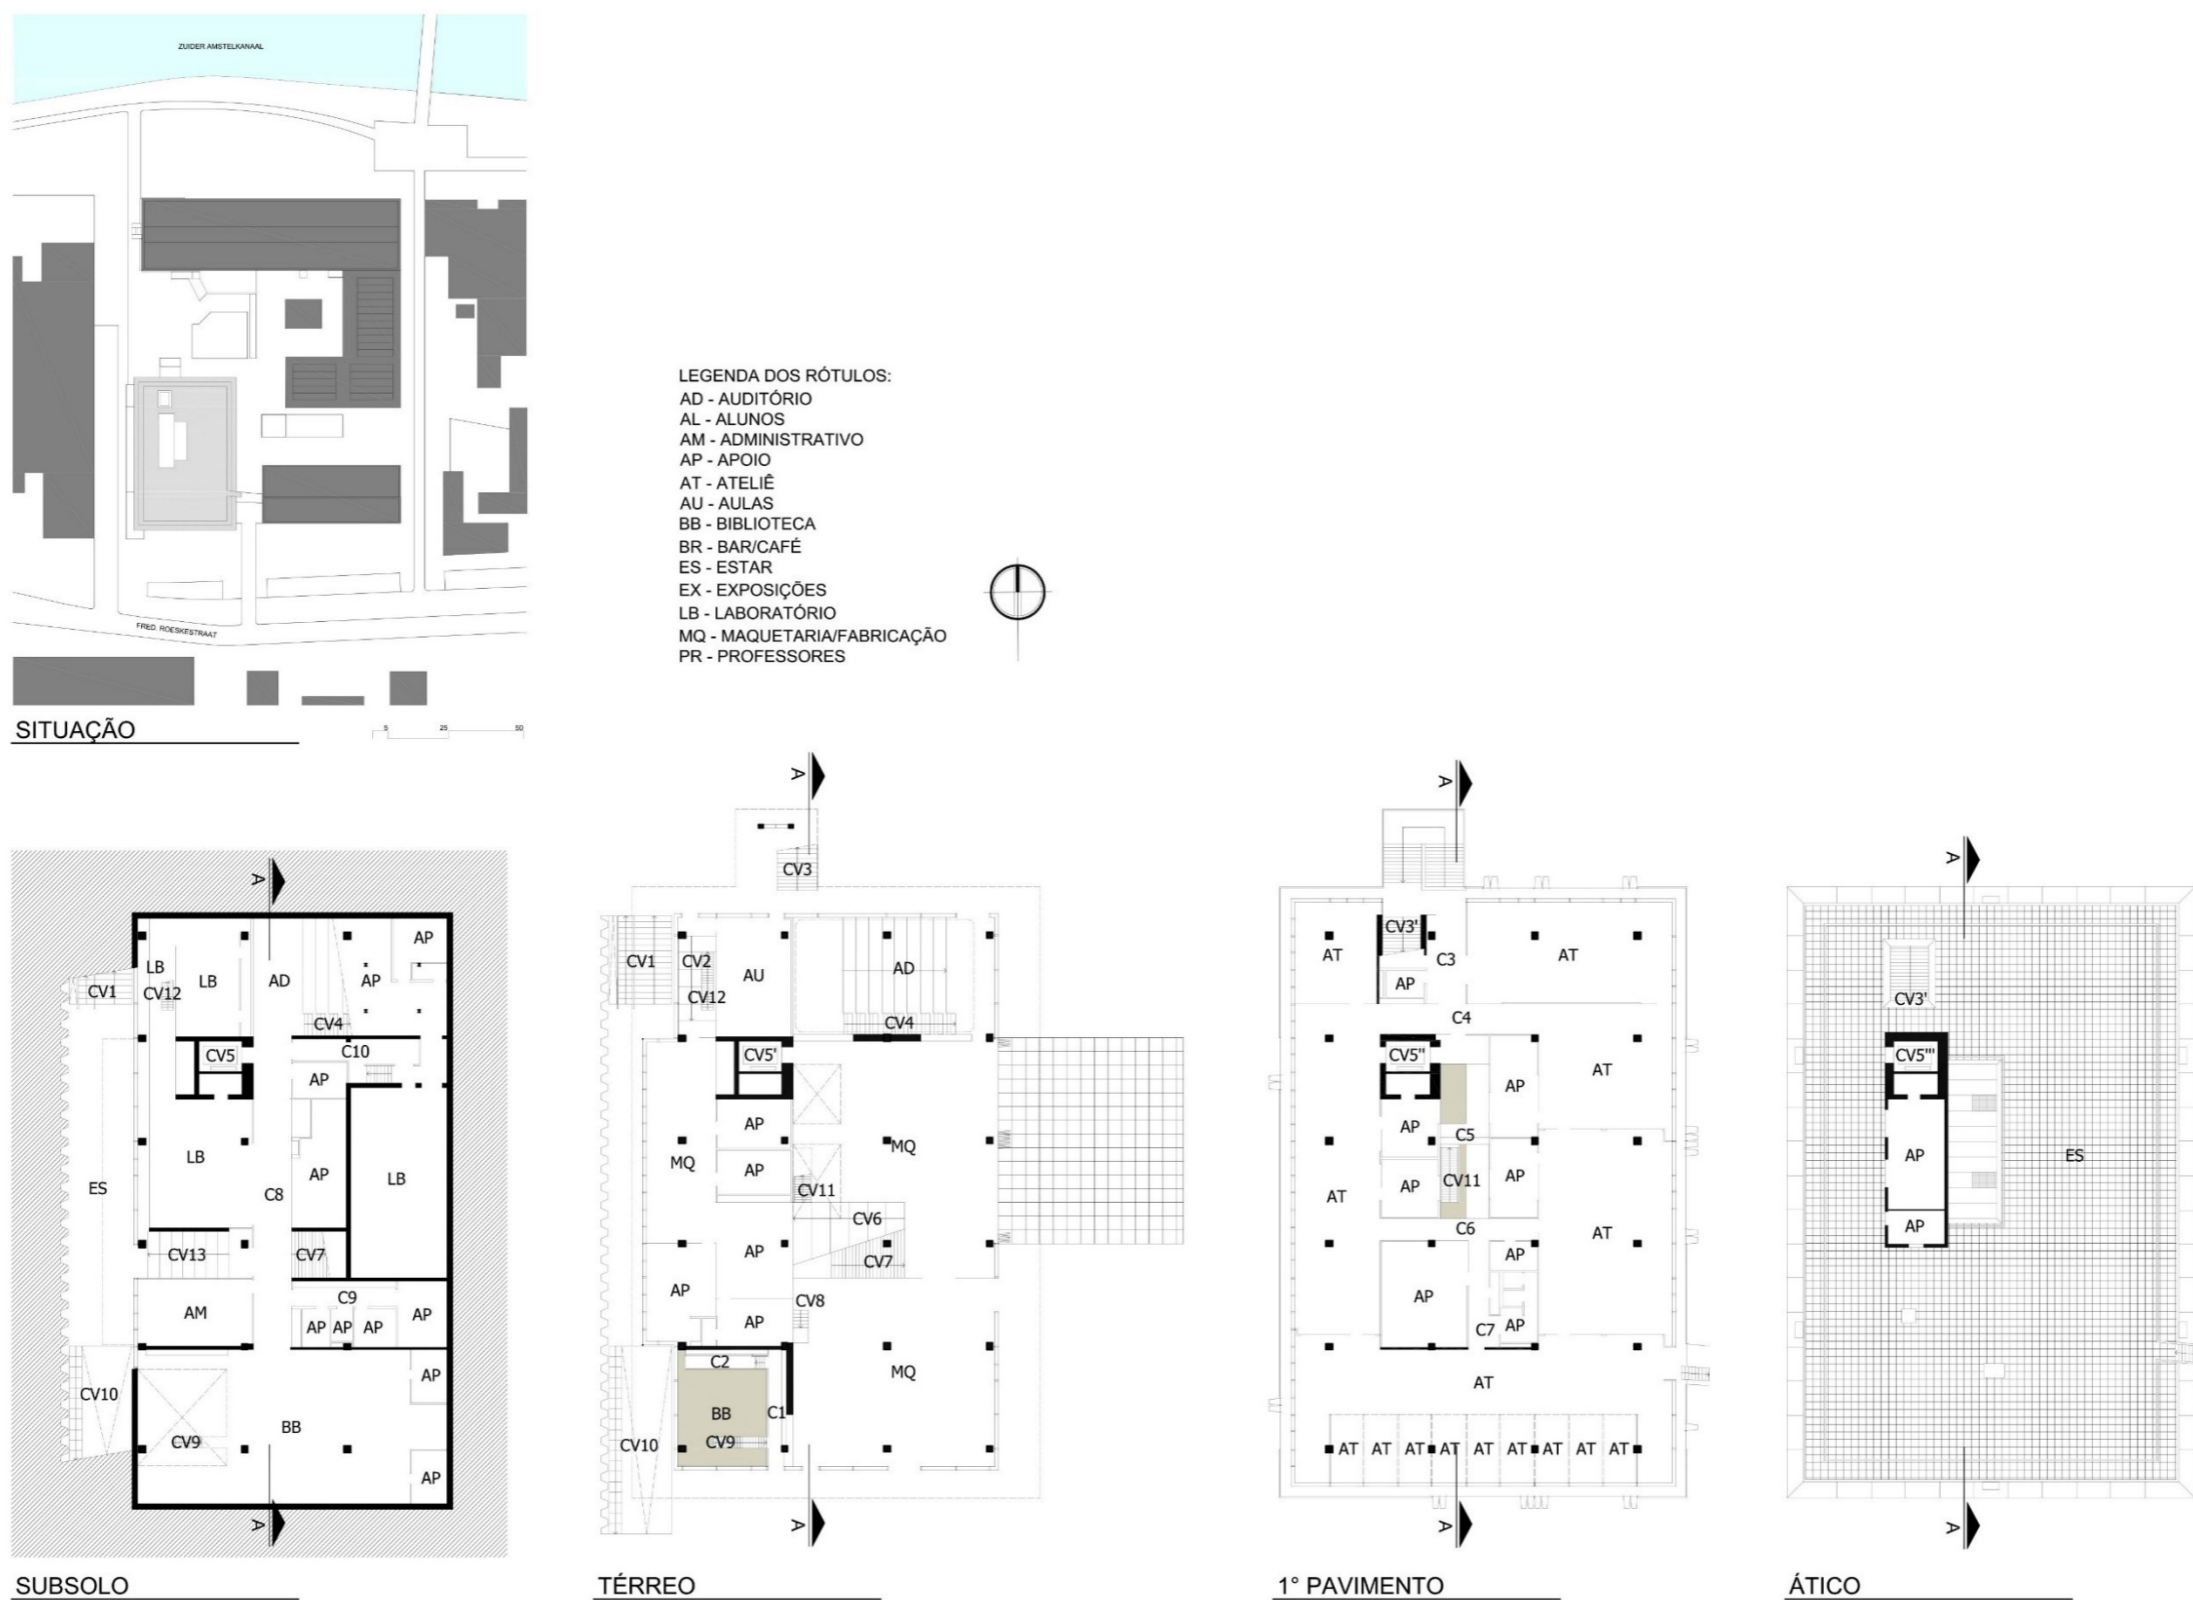 ZUIDER AMSTELKANAAL
FRED. ROESKESTRAAT
SITUAÇÃO
5 25 50
LEGENDA DOS RÓTULOS:
AD - AUDITÓRIO
AL - ALUNOS
AM - ADMINISTRATIVO
AP - APOIO
AT - ATELIÊ
AU - AULAS
BB - BIBLIOTECA
BR - BAR/CAFÉ
ES - ESTAR
EX - EXPOSIÇÕES
LB - LABORATÓRIO
MQ - MAQUETARIA/FABRICAÇÃO
PR - PROFESSORES
A
AP
LB
LB AD AP
CV1 CV12
CV4
CV5 C10
AP
LB
ES C8 AP LB
CV13 CV7
AM C9 AP
AP AP AP
AP
CV10
BB
CV9
AP
A
SUBSOLO
A
CV3
CV1 CV2 AU AD
CV12
CV4
CV5'
AP
MQ MQ
AP
CV11
CV6
AP CV7
AP
CV8
AP
C2 MQ
BB C1
CV10 CV9
A
TÉRREO
A
CV3'
AT C3 AT
AP
C4
CV5''
AP AT
AP C5
AT AP CV11 AP
C6 AT
AP
AP
C7 AP
AT
AT AT AT AT AT AT AT AT AT
A
1° PAVIMENTO
A
CV3'
CV5'''
AP ES
AP
A
ÁTICO